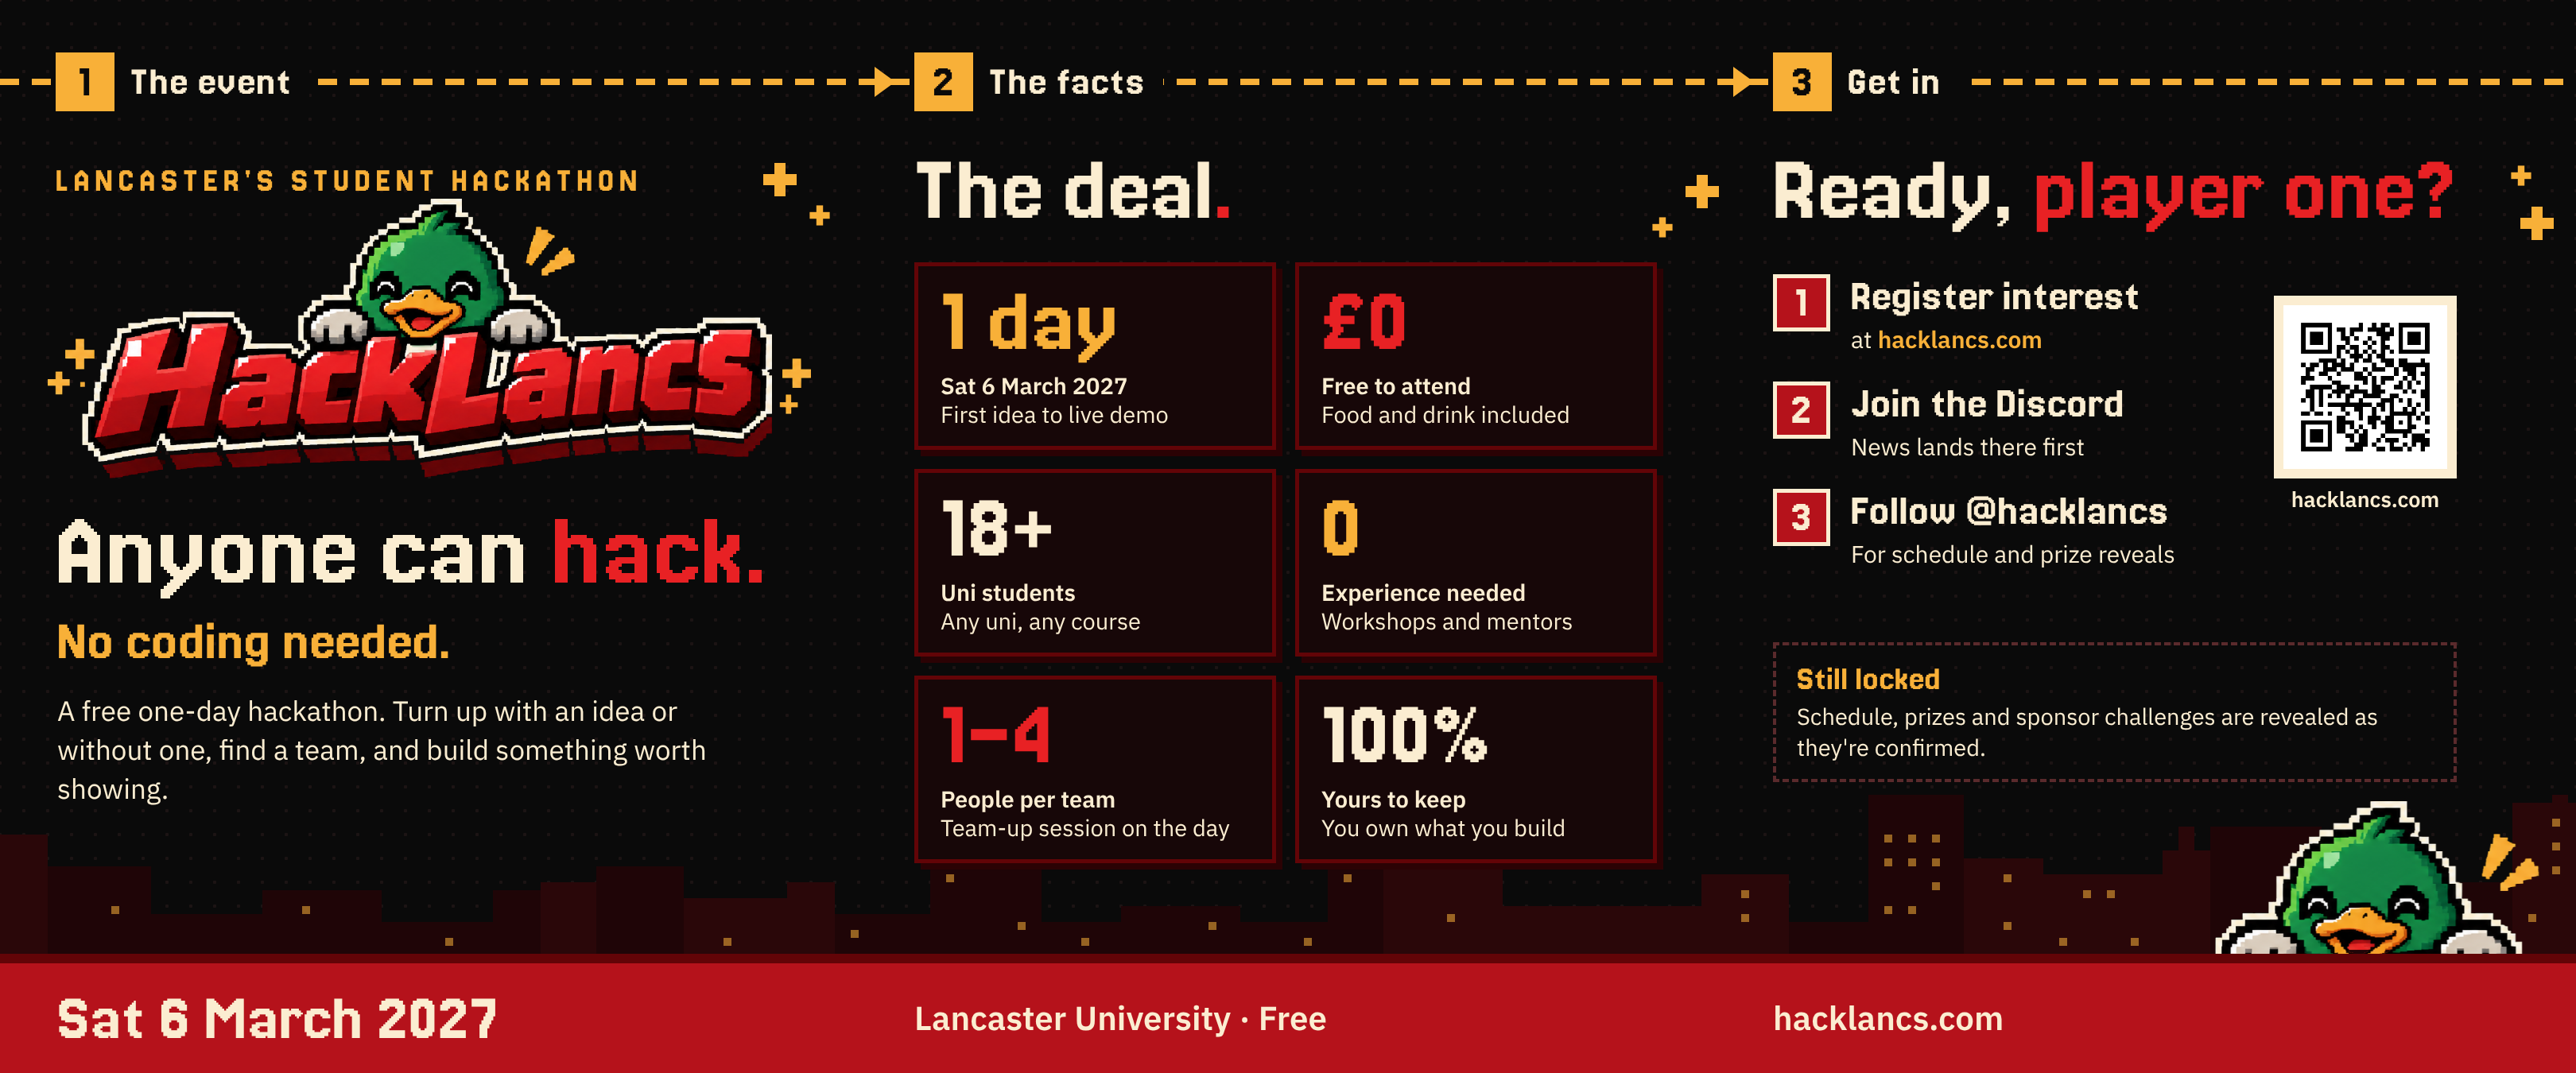 1 The event
LANCASTER'S STUDENT HACKATHON
HackLancs
Anyone can hack.
No coding needed.
A free one-day hackathon. Turn up with an idea or
without one, find a team, and build something worth
showing.
2 The facts
The deal.
1 day
Sat 6 March 2027
First idea to live demo
£0
Free to attend
Food and drink included
18+
Uni students
Any uni, any course
0
Experience needed
Workshops and mentors
1–4
People per team
Team-up session on the day
100%
Yours to keep
You own what you build
3 Get in
Ready, player one?
1 Register interest
at hacklancs.com
2 Join the Discord
News lands there first
3 Follow @hacklancs
For schedule and prize reveals
hacklancs.com
Still locked
Schedule, prizes and sponsor challenges are revealed as
they're confirmed.
Sat 6 March 2027
Lancaster University · Free
hacklancs.com